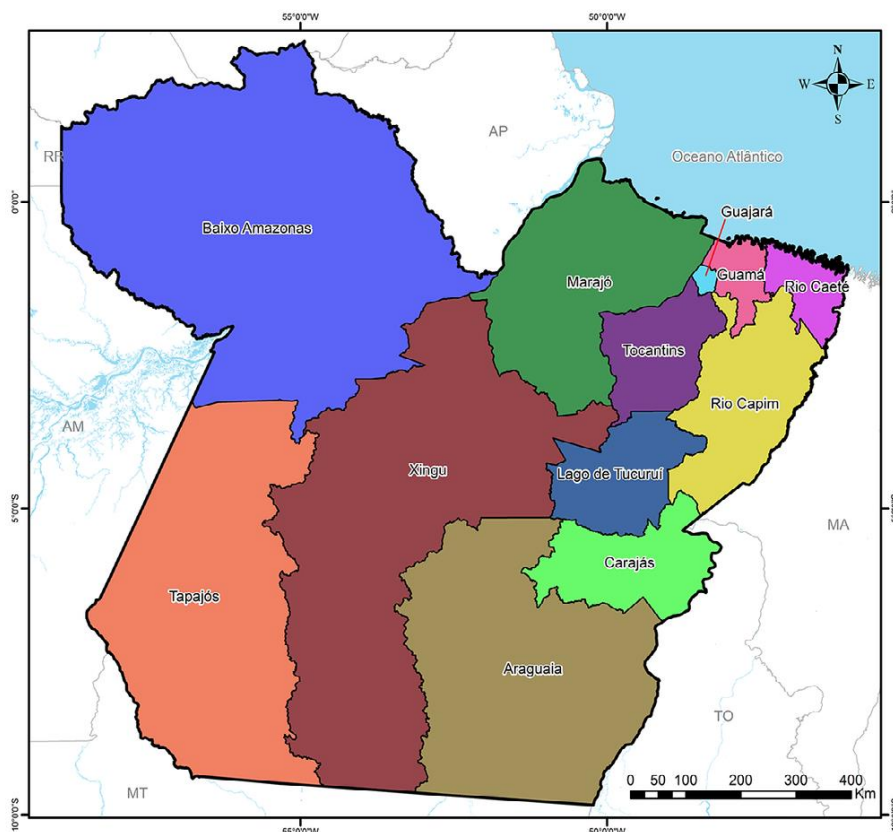 55°0'0"W
50°0'0"W
N
W
E
S
AP
RR
Oceano Atlântico
0°0'0"
Guajará
Baixo Amazonas
Guamá
Marajó
Rio Caeté
Tocantins
Rio Capim
AM
Xingu
Lago de Tucuruí
5°0'0"S
MA
Carajás
Tapajós
Araguaia
TO
MT
0 50 100 200 300 400
Km
10°0'0"S
55°0'0"W
50°0'0"W